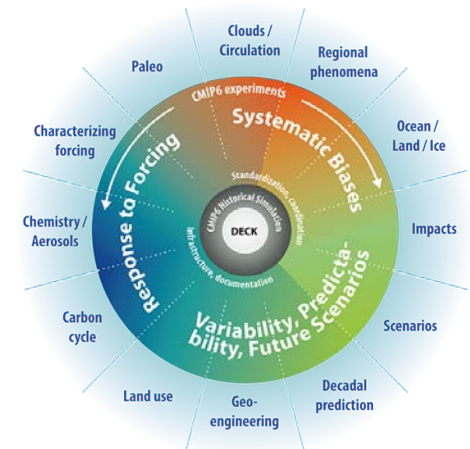 Clouds /
Circulation
Regional
phenomena
Ocean /
Land / Ice
Impacts
Scenarios
Decadal
prediction
Geo-
engineering
Land use
Carbon
cycle
Chemistry /
Aerosols
Characterizing
forcing
Paleo
CMIP6 experiments
Systematic Biases
Variability, Predicta-
bility, Future Scenarios
Response to Forcing
Standardization, coordination
infrastructure, documentation
CMIP6 Historical Simulation
DECK